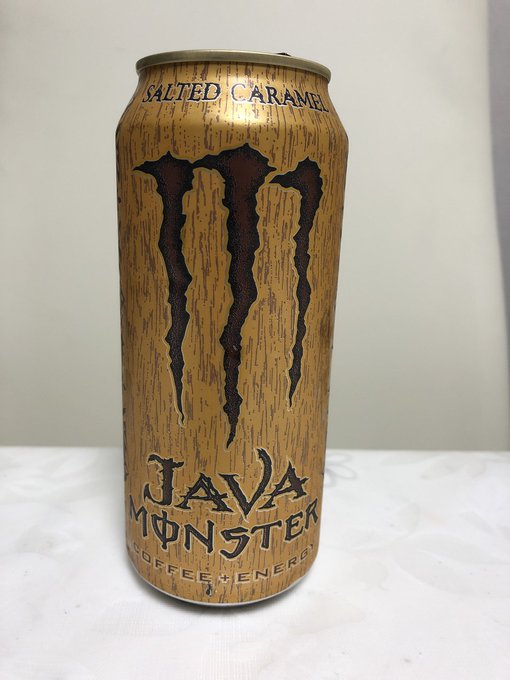 SALTED CARAMEL
JAVA
MONSTER
COFFEE + ENERGY